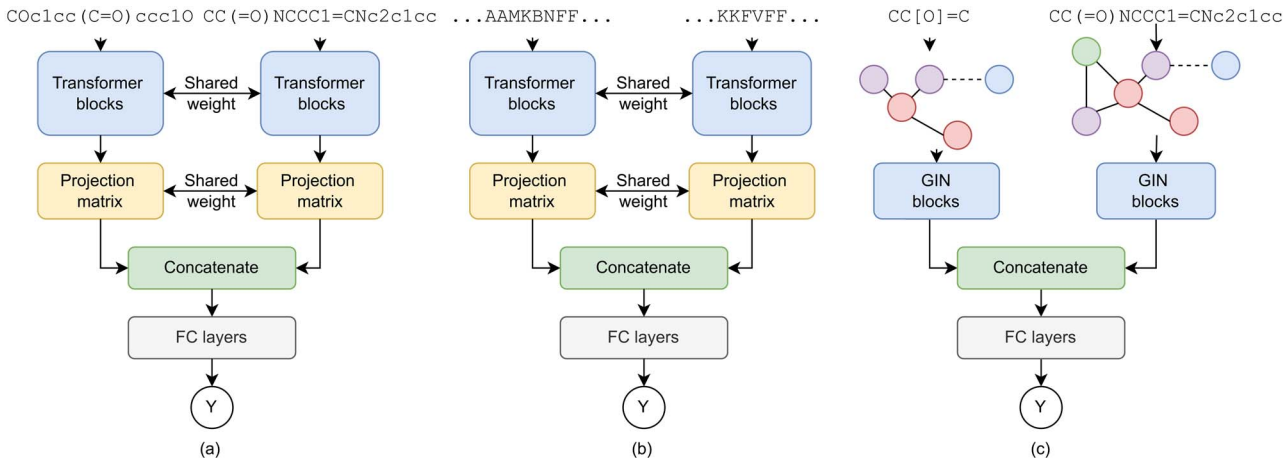 COc1cc(C=O)ccc1O CC(=O)NCCC1=CNc2c1cc
Transformer blocks
Shared weight
Transformer blocks
Projection matrix
Shared weight
Projection matrix
Concatenate
FC layers
Y
(a)
...AAMKBNFF... ...KKFVFF...
Transformer blocks
Shared weight
Transformer blocks
Projection matrix
Shared weight
Projection matrix
Concatenate
FC layers
Y
(b)
CC[O]=C CC(=O)NCCC1=CNc2c1cc
GIN blocks
GIN blocks
Concatenate
FC layers
Y
(c)